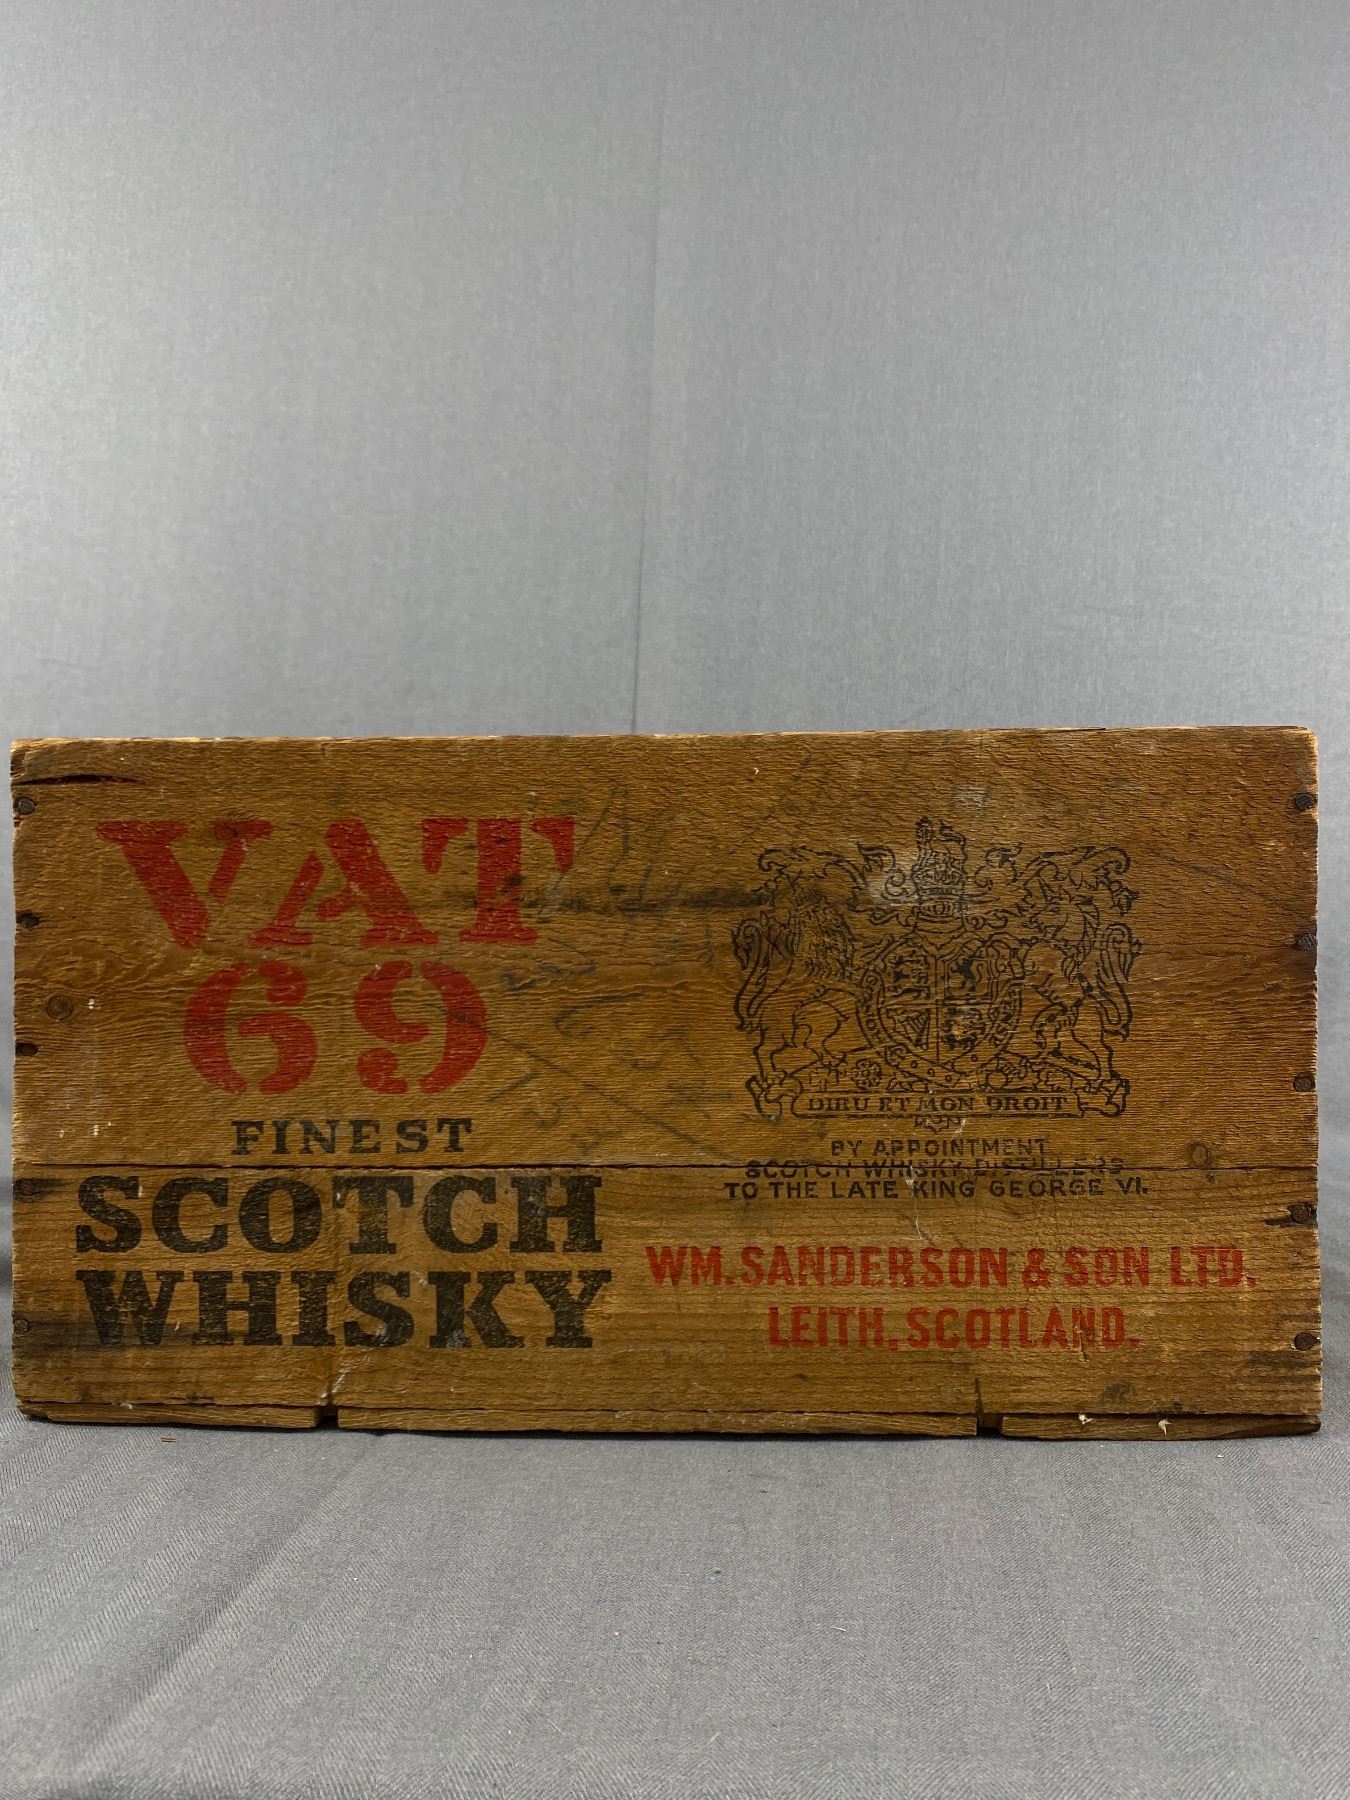 VAT
69
FINEST
SCOTCH
WHISKY
DIEU ET MON DROIT
BY APPOINTMENT
SCOTCH WHISKY DISTILLERS
TO THE LATE KING GEORGE VI.
WM. SANDERSON & SON LTD.
LEITH, SCOTLAND.